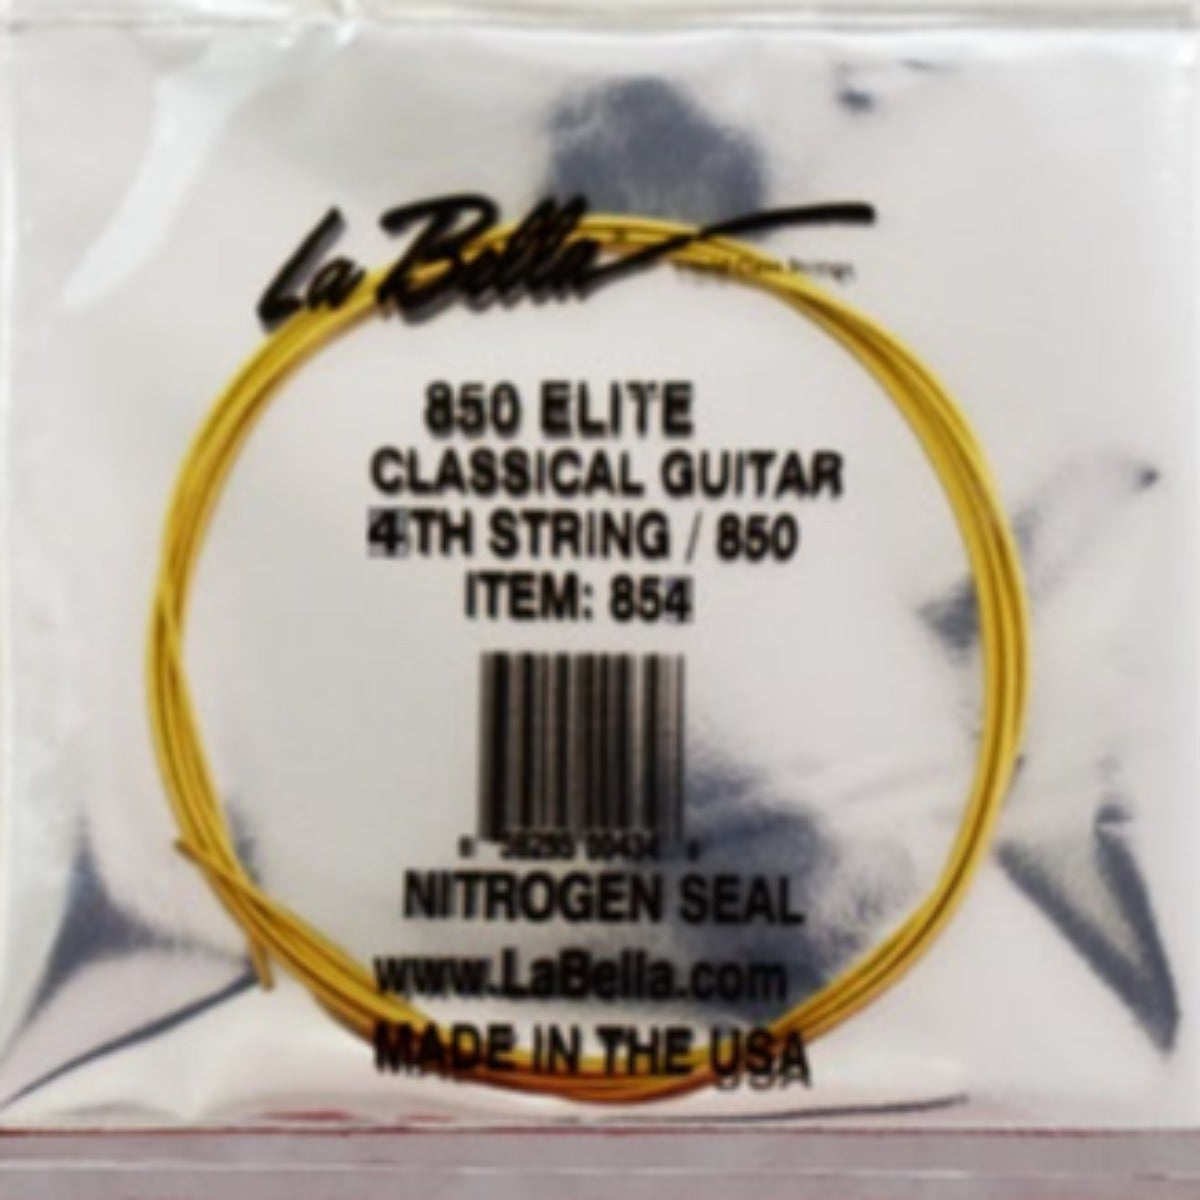 La Bella
850 ELITE
CLASSICAL GUITAR
4TH STRING / 850
ITEM: 854
NITROGEN SEAL
www.LaBella.com
MADE IN THE USA